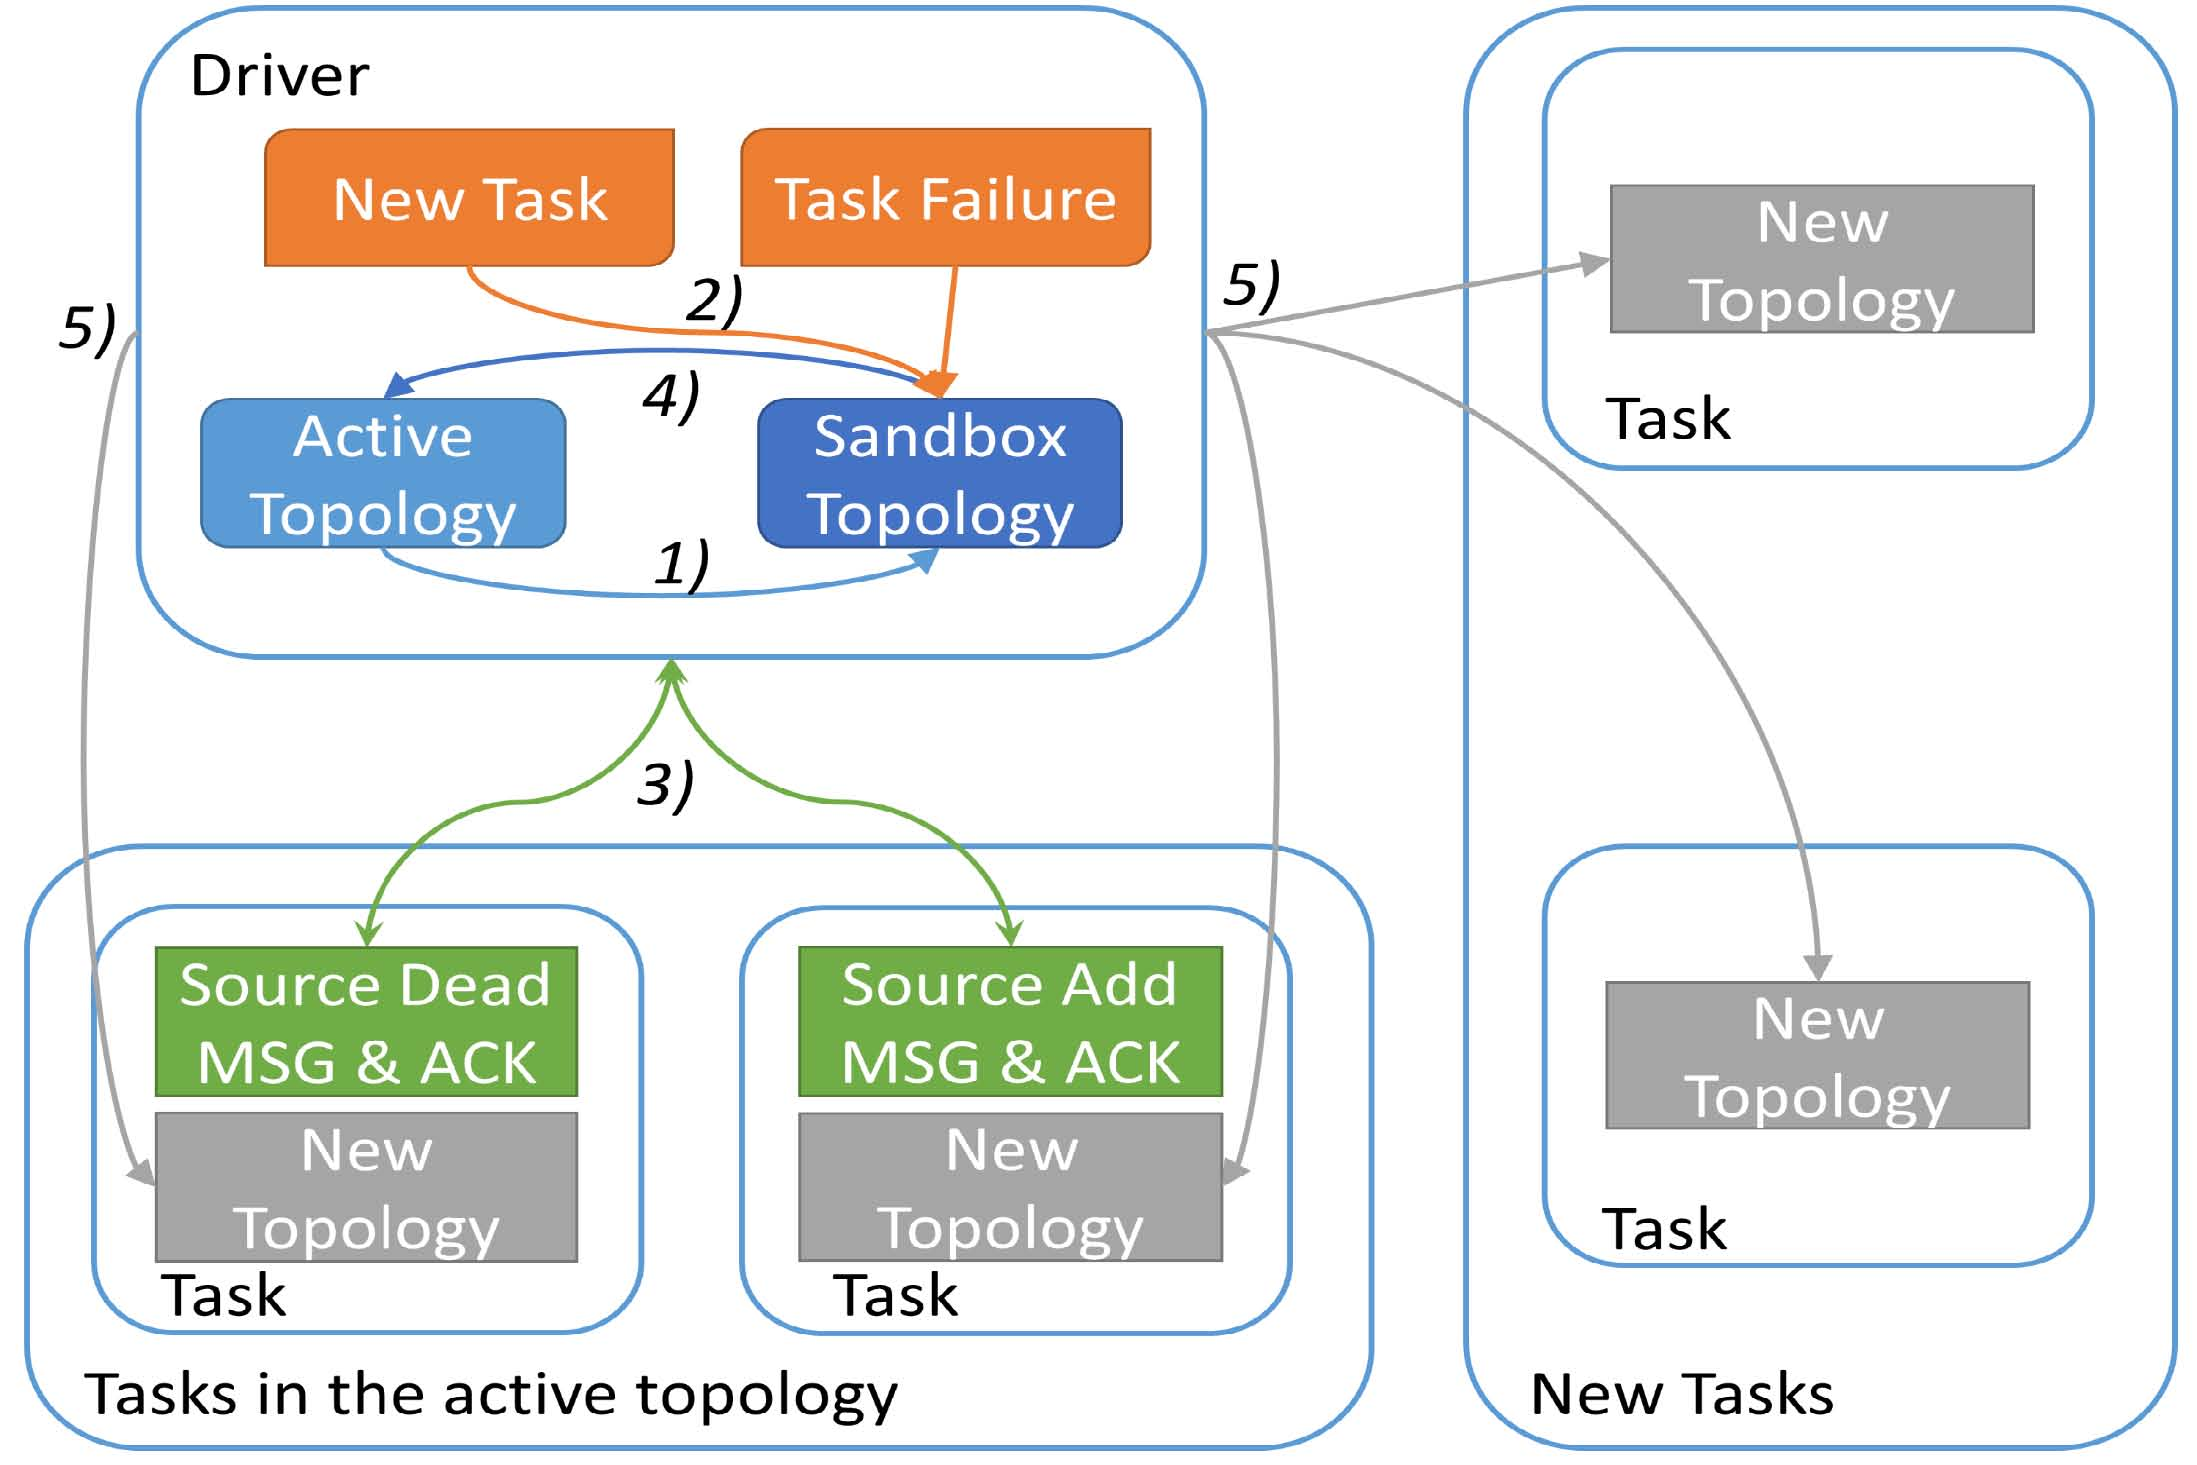 Driver
New Task
Task Failure
2)
5)
5)
4)
Active
Topology
Sandbox
Topology
1)
3)
Source Dead
MSG & ACK
New
Topology
Task
Source Add
MSG & ACK
New
Topology
Task
Tasks in the active topology
New
Topology
Task
New
Topology
Task
New Tasks